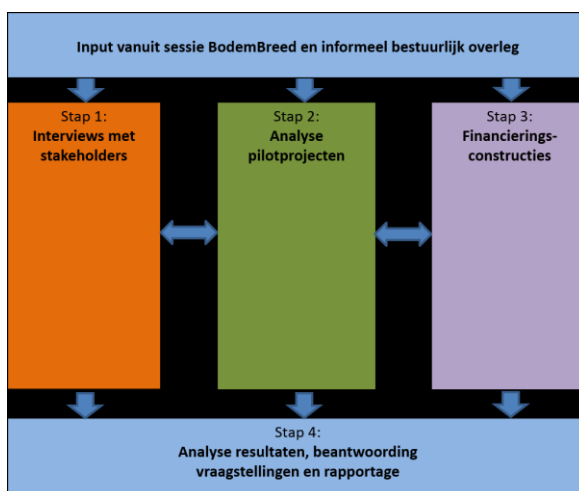 Input vanuit sessie BodemBreed en informeel bestuurlijk overleg
Stap 1:
Interviews met
stakeholders
Stap 2:
Analyse
pilotprojecten
Stap 3:
Financierings-
constructies
Stap 4:
Analyse resultaten, beantwoording
vraagstellingen en rapportage